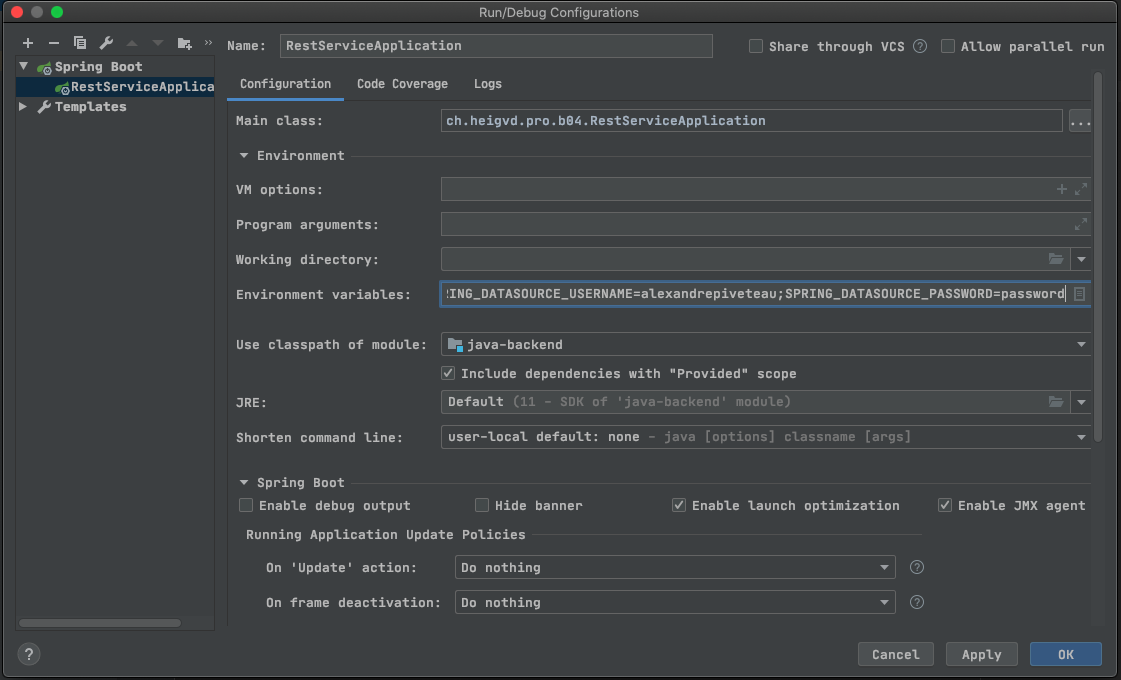 Run/Debug Configurations
Name: RestServiceApplication
Share through VCS ? Allow parallel run
Spring Boot
RestServiceApplica
Templates
Configuration Code Coverage Logs
Main class: ch.heigvd.pro.b04.RestServiceApplication ...
Environment
VM options:
Program arguments:
Working directory:
Environment variables: ING_DATASOURCE_USERNAME=alexandrepiveteau;SPRING_DATASOURCE_PASSWORD=password
Use classpath of module: java-backend
Include dependencies with "Provided" scope
JRE: Default (11 - SDK of 'java-backend' module)
Shorten command line: user-local default: none - java [options] classname [args]
Spring Boot
Enable debug output Hide banner Enable launch optimization Enable JMX agent
Running Application Update Policies
On 'Update' action: Do nothing ?
On frame deactivation: Do nothing ?
? Cancel Apply OK